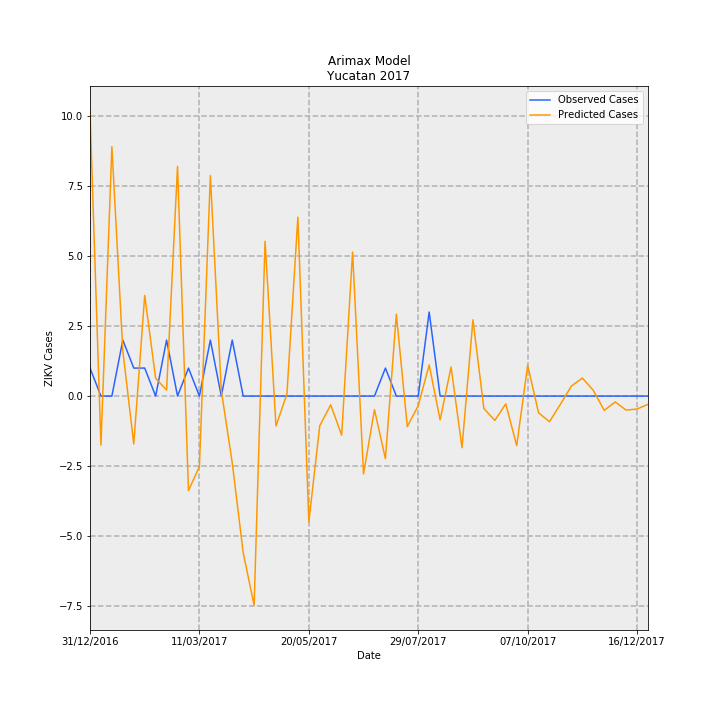 Arimax Model
Yucatan 2017
Observed Cases
Predicted Cases
ZIKV Cases
10.0
7.5
5.0
2.5
0.0
−2.5
−5.0
−7.5
31/12/2016
11/03/2017
20/05/2017
29/07/2017
07/10/2017
16/12/2017
Date